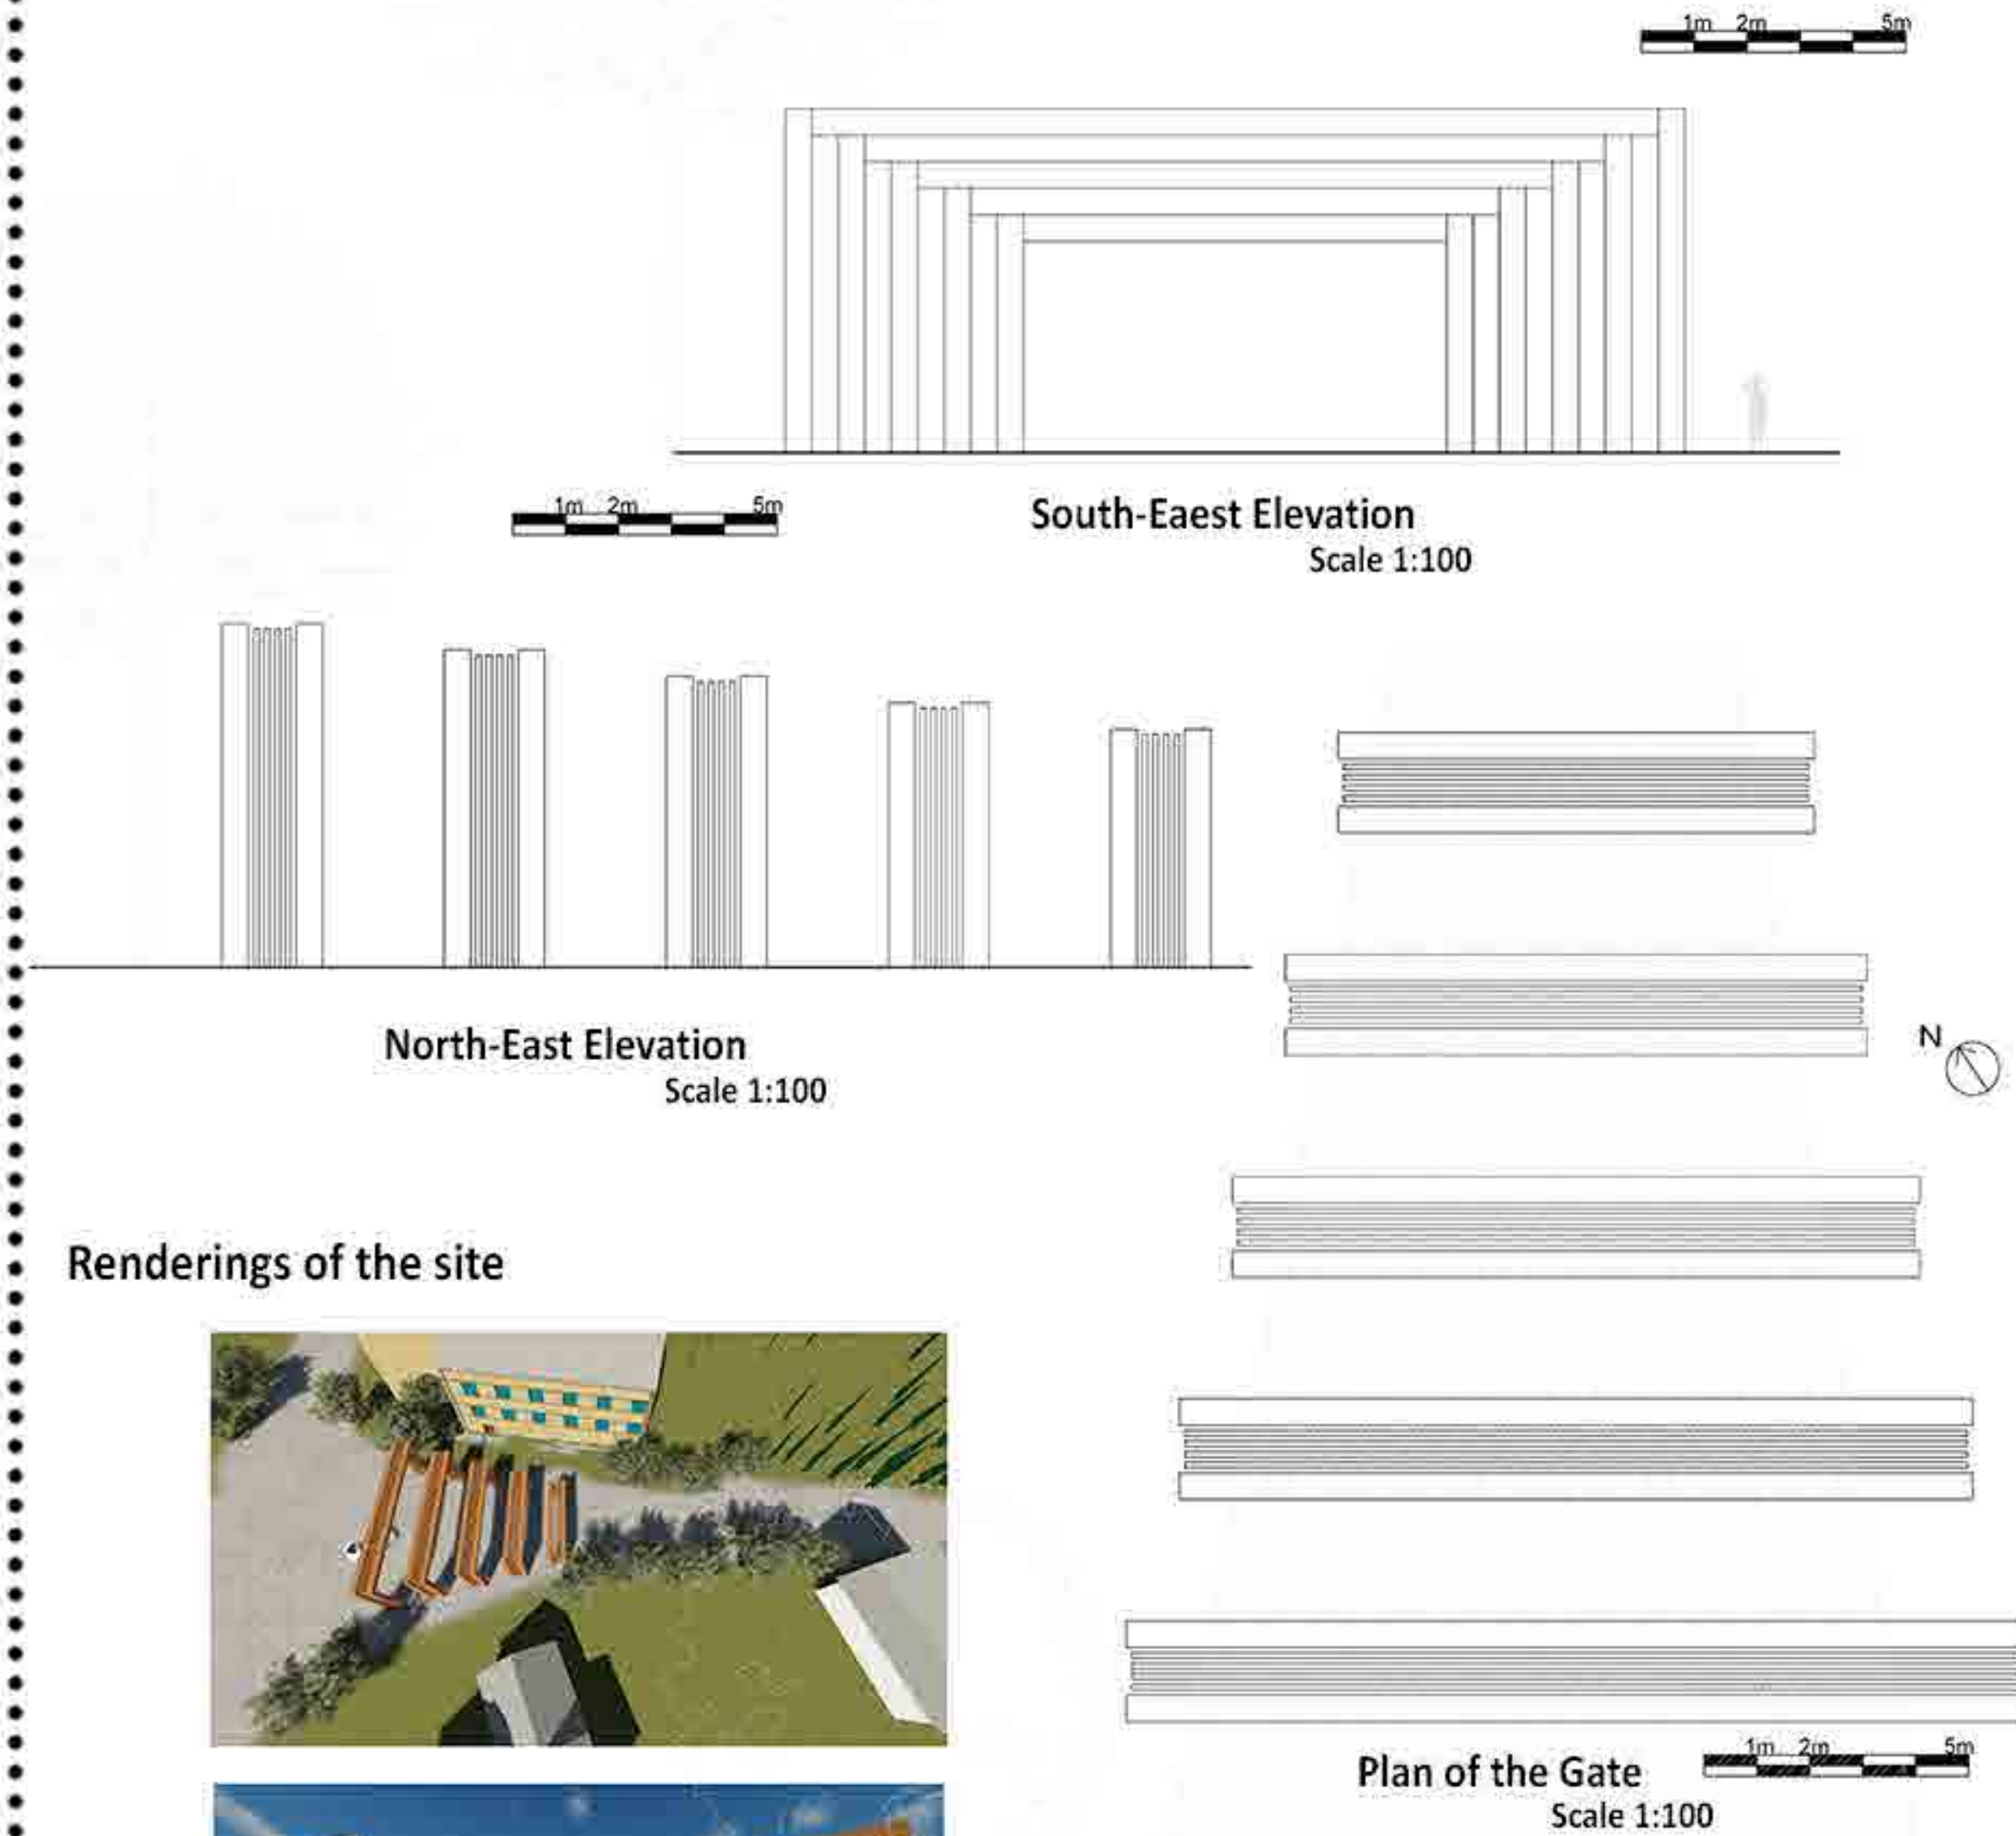 1m 2m 5m
South-Eaest Elevation
Scale 1:100
1m 2m 5m
North-East Elevation
Scale 1:100
N
Renderings of the site
Plan of the Gate
1m 2m 5m
Scale 1:100